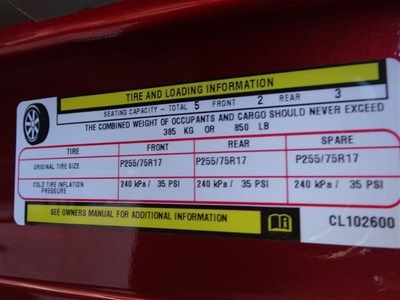 TIRE AND LOADING INFORMATION
SEATING CAPACITY - TOTAL 5 FRONT 2 REAR 3
THE COMBINED WEIGHT OF OCCUPANTS AND CARGO SHOULD NEVER EXCEED
385 KG OR 850 LB
TIRE FRONT REAR SPARE
ORIGINAL TIRE SIZE P255/75R17 P255/75R17 P255/75R17
COLD TIRE INFLATION PRESSURE 240 kPa/ 35 PSI 240 kPa/ 35 PSI 240 kPa/ 35 PSI
SEE OWNERS MANUAL FOR ADDITIONAL INFORMATION
CL102600